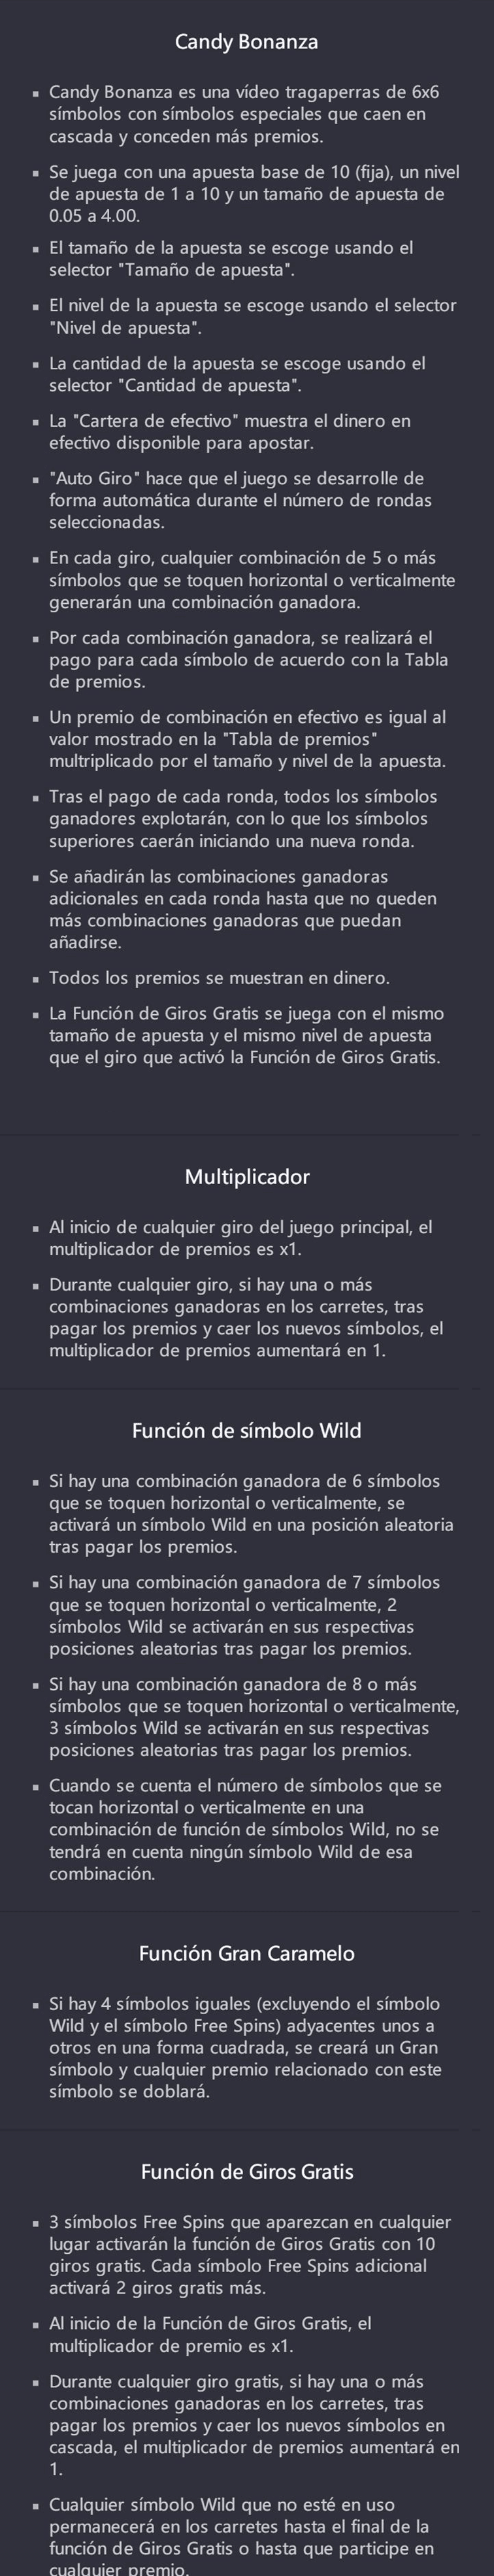 Candy Bonanza
▪ Candy Bonanza es una vídeo tragaperras de 6x6
símbolos con símbolos especiales que caen en
cascada y conceden más premios.
▪ Se juega con una apuesta base de 10 (fija), un nivel
de apuesta de 1 a 10 y un tamaño de apuesta de
0.05 a 4.00.
▪ El tamaño de la apuesta se escoge usando el
selector "Tamaño de apuesta".
▪ El nivel de la apuesta se escoge usando el selector
"Nivel de apuesta".
▪ La cantidad de la apuesta se escoge usando el
selector "Cantidad de apuesta".
▪ La "Cartera de efectivo" muestra el dinero en
efectivo disponible para apostar.
▪ "Auto Giro" hace que el juego se desarrolle de
forma automática durante el número de rondas
seleccionadas.
▪ En cada giro, cualquier combinación de 5 o más
símbolos que se toquen horizontal o verticalmente
generarán una combinación ganadora.
▪ Por cada combinación ganadora, se realizará el
pago para cada símbolo de acuerdo con la Tabla
de premios.
▪ Un premio de combinación en efectivo es igual al
valor mostrado en la "Tabla de premios"
multriplicado por el tamaño y nivel de la apuesta.
▪ Tras el pago de cada ronda, todos los símbolos
ganadores explotarán, con lo que los símbolos
superiores caerán iniciando una nueva ronda.
▪ Se añadirán las combinaciones ganadoras
adicionales en cada ronda hasta que no queden
más combinaciones ganadoras que puedan
añadirse.
▪ Todos los premios se muestran en dinero.
▪ La Función de Giros Gratis se juega con el mismo
tamaño de apuesta y el mismo nivel de apuesta
que el giro que activó la Función de Giros Gratis.
Multiplicador
▪ Al inicio de cualquier giro del juego principal, el
multiplicador de premios es x1.
▪ Durante cualquier giro, si hay una o más
combinaciones ganadoras en los carretes, tras
pagar los premios y caer los nuevos símbolos, el
multiplicador de premios aumentará en 1.
Función de símbolo Wild
▪ Si hay una combinación ganadora de 6 símbolos
que se toquen horizontal o verticalmente, se
activará un símbolo Wild en una posición aleatoria
tras pagar los premios.
▪ Si hay una combinación ganadora de 7 símbolos
que se toquen horizontal o verticalmente, 2
símbolos Wild se activarán en sus respectivas
posiciones aleatorias tras pagar los premios.
▪ Si hay una combinación ganadora de 8 o más
símbolos que se toquen horizontal o verticalmente,
3 símbolos Wild se activarán en sus respectivas
posiciones aleatorias tras pagar los premios.
▪ Cuando se cuenta el número de símbolos que se
tocan horizontal o verticalmente en una
combinación de función de símbolos Wild, no se
tendrá en cuenta ningún símbolo Wild de esa
combinación.
Función Gran Caramelo
▪ Si hay 4 símbolos iguales (excluyendo el símbolo
Wild y el símbolo Free Spins) adyacentes unos a
otros en una forma cuadrada, se creará un Gran
símbolo y cualquier premio relacionado con este
símbolo se doblará.
Función de Giros Gratis
▪ 3 símbolos Free Spins que aparezcan en cualquier
lugar activarán la función de Giros Gratis con 10
giros gratis. Cada símbolo Free Spins adicional
activará 2 giros gratis más.
▪ Al inicio de la Función de Giros Gratis, el
multiplicador de premio es x1.
▪ Durante cualquier giro gratis, si hay una o más
combinaciones ganadoras en los carretes, tras
pagar los premios y caer los nuevos símbolos en
cascada, el multiplicador de premios aumentará en
1.
▪ Cualquier símbolo Wild que no esté en uso
permanecerá en los carretes hasta el final de la
función de Giros Gratis o hasta que participe en
cualquier premio.